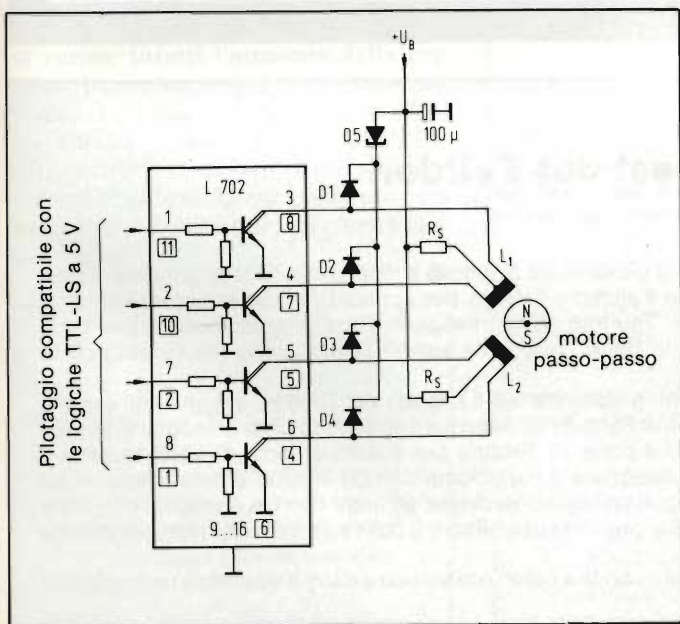 +U_B
D5
100 µ
L-702
D1
3
8
1
11
R_S
D2
4
7
L_1
2
10
N
S
motore
passo-passo
D3
5
5
7
2
R_S
L_2
D4
6
4
8
1
9...16
6
Pilotaggio compatibile con
le logiche TTL-LS a 5 V